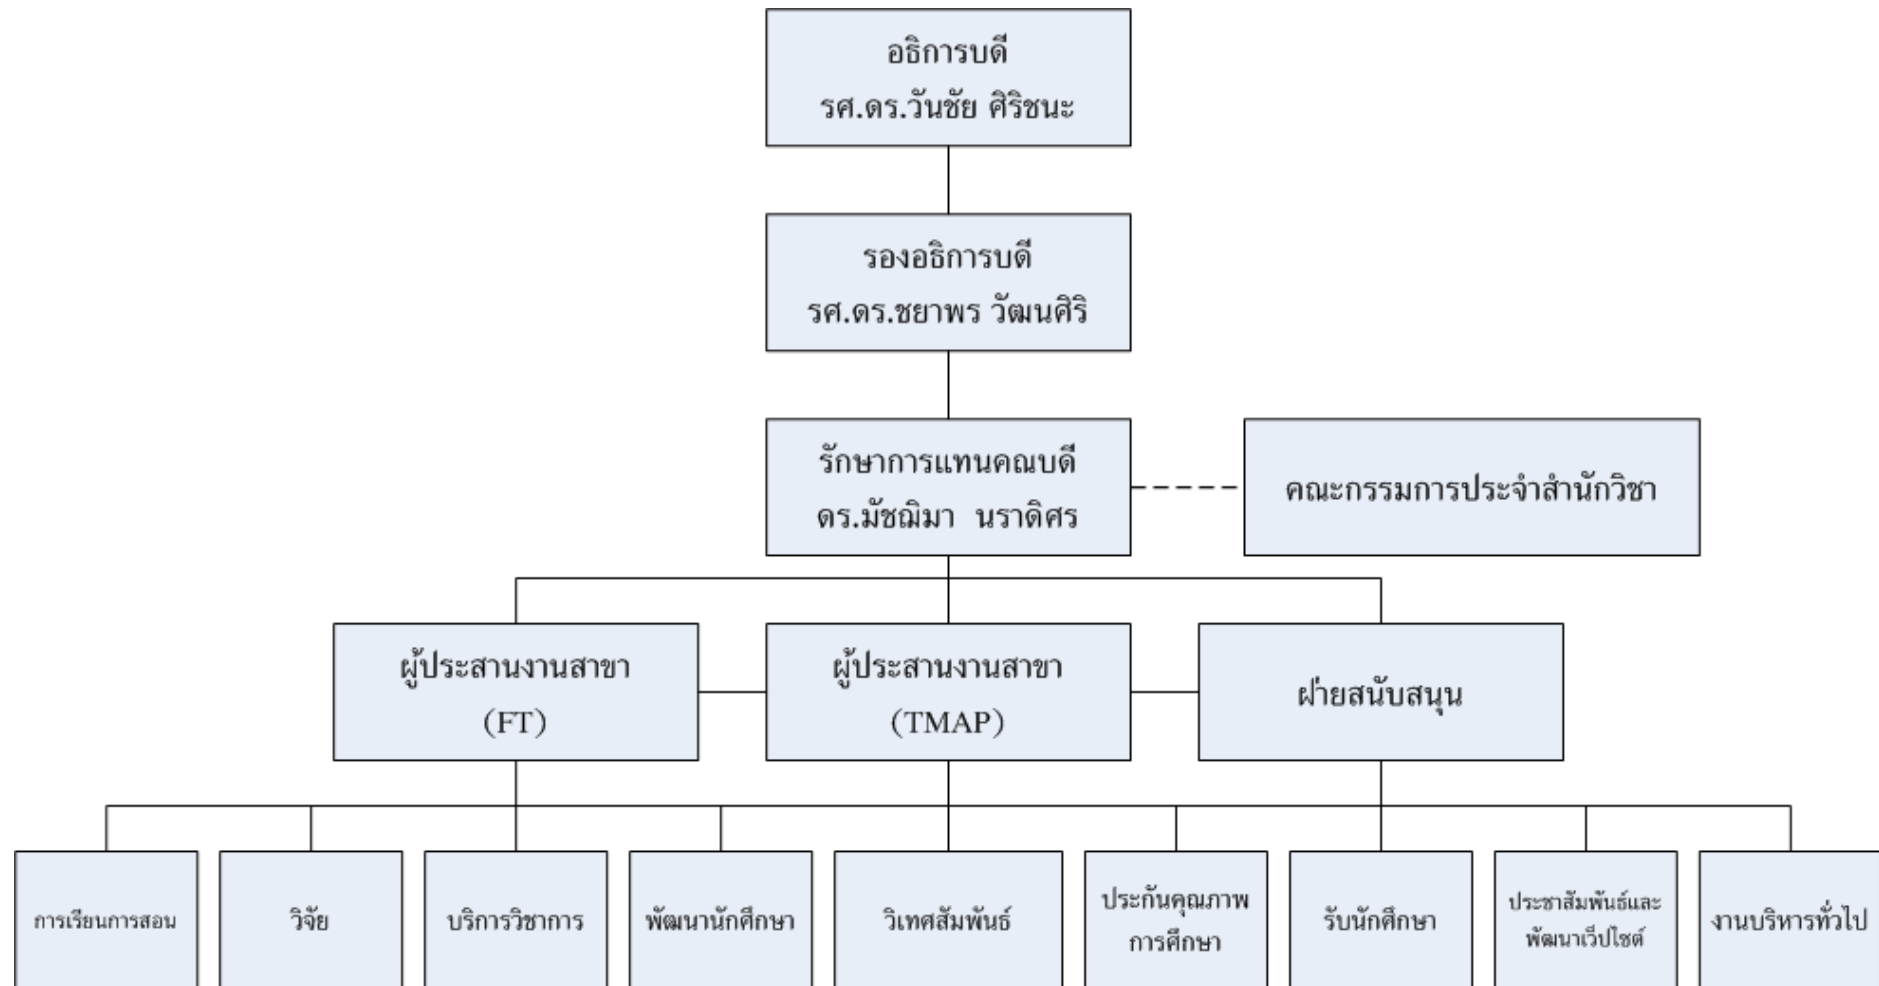 อธิการบดี
รศ.ดร.วันชัย ศิริชนะ
รองอธิการบดี
รศ.ดร.ชยาพร วัฒนศิริ
รักษาการแทนคณบดี
ดร.มัชฌิมา นราดิศร
คณะกรรมการประจำสำนักวิชา
ผู้ประสานงานสาขา
(FT)
ผู้ประสานงานสาขา
(TMAP)
ฝ่ายสนับสนุน
การเรียนการสอน
วิจัย
บริการวิชาการ
พัฒนานักศึกษา
วิเทศสัมพันธ์
ประกันคุณภาพ
การศึกษา
รับนักศึกษา
ประชาสัมพันธ์และ
พัฒนาเว็ปไซต์
งานบริหารทั่วไป